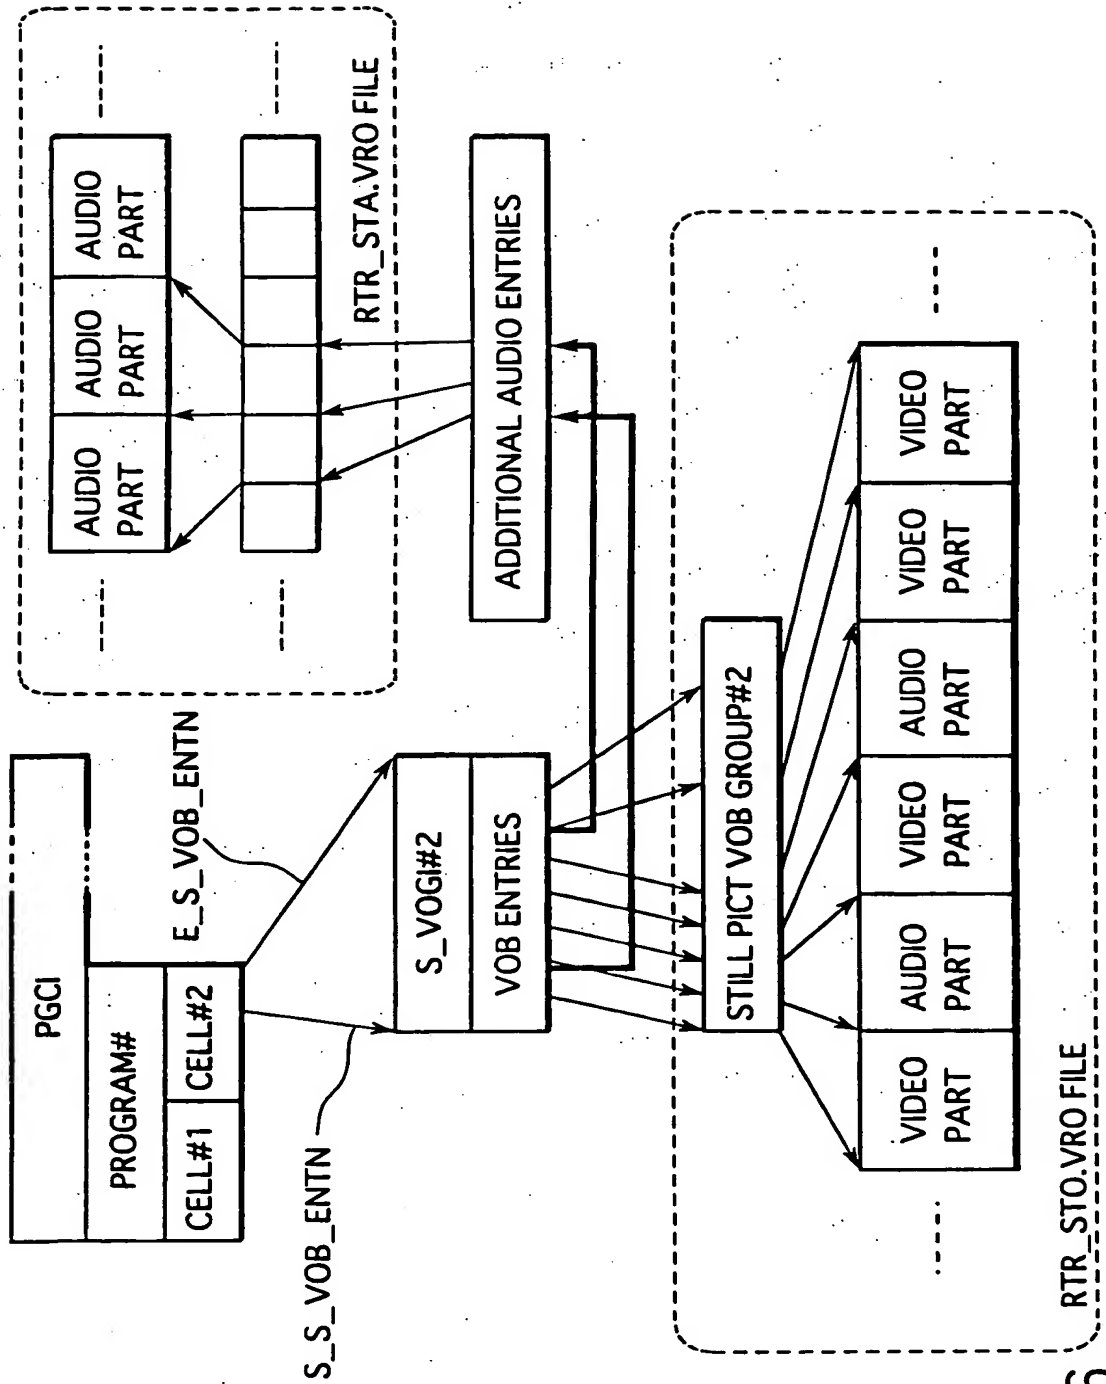 PGCI
PROGRAM#
CELL#1
CELL#2
S_S_VOB_ENTN
E_S_VOB_ENTN
S_VOGI#2
VOB ENTRIES
STILL PICT VOB GROUP#2
VIDEO
PART
AUDIO
PART
VIDEO
PART
AUDIO
PART
VIDEO
PART
VIDEO
PART
RTR_STO.VRO FILE
AUDIO
PART
AUDIO
PART
AUDIO
PART
RTR_STA.VRO FILE
ADDITIONAL AUDIO ENTRIES